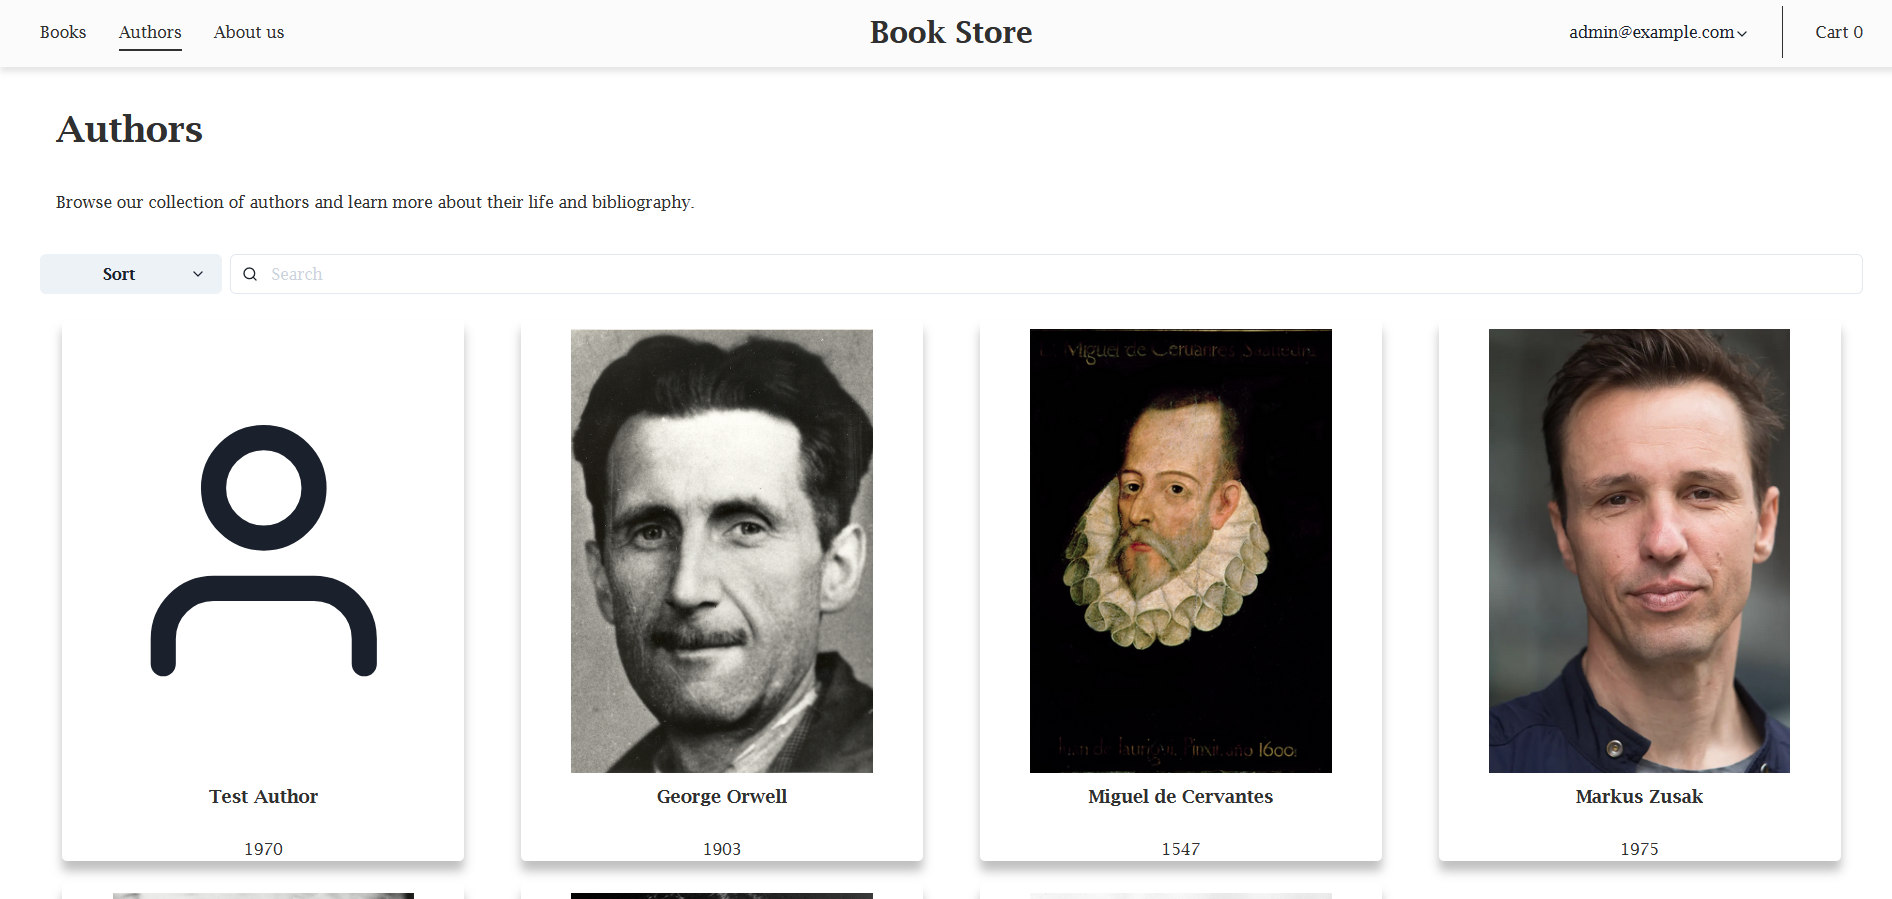 Books Authors About us Book Store admin@example.com Cart 0
Authors
Browse our collection of authors and learn more about their life and bibliography.
Sort Search
Miguel de Ceruantes Saauedra
Iuan de Iaurigui Pinxit año 1600
Test Author George Orwell Miguel de Cervantes Markus Zusak
1970 1903 1547 1975